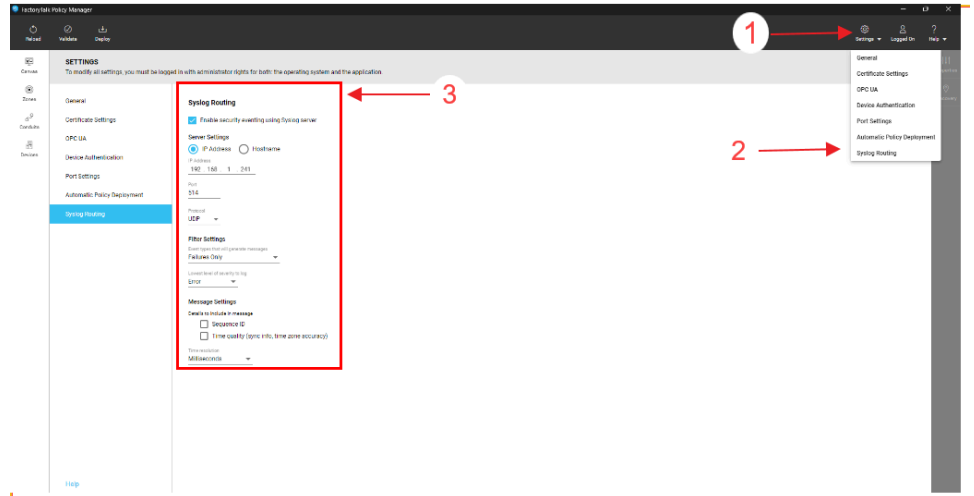 FactoryTalk Policy Manager
Reload
Validate
Deploy
1
Settings
Logged On
Help
Canvas
Zones
Conduits
Devices
SETTINGS
To modify all settings, you must be logged in with administrator rights for both: the operating system and the application.
General
Certificate Settings
OPC UA
Device Authentication
Port Settings
Automatic Policy Deployment
Syslog Routing
Help
3
Syslog Routing
Enable security eventing using Syslog server
Server Settings
IP Address
Hostname
IP Address
192 . 168 . 1 . 241
Port
514
Protocol
UDP
Filter Settings
Event types that will generate messages
Failures Only
Lowest level of severity to log
Error
Message Settings
Details to include in message
Sequence ID
Time quality (sync info, time zone accuracy)
Time resolution
Milliseconds
2
General
Certificate Settings
OPC UA
Device Authentication
Port Settings
Automatic Policy Deployment
Syslog Routing